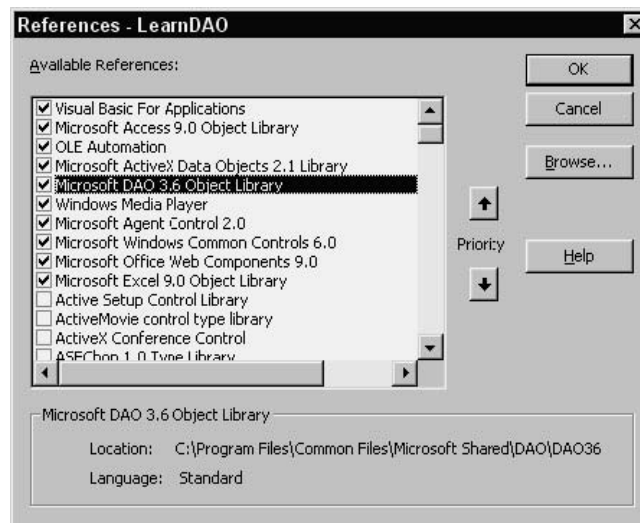 References - LearnDAO
Available References:
Visual Basic For Applications
Microsoft Access 9.0 Object Library
OLE Automation
Microsoft ActiveX Data Objects 2.1 Library
Microsoft DAO 3.6 Object Library
Windows Media Player
Microsoft Agent Control 2.0
Microsoft Windows Common Controls 6.0
Microsoft Office Web Components 9.0
Microsoft Excel 9.0 Object Library
Active Setup Control Library
ActiveMovie control type library
ActiveX Conference Control
1.0 Type Library
OK
Cancel
Browse...
Priority
Help
Microsoft DAO 3.6 Object Library
Location: C:\Program Files\Common Files\Microsoft Shared\DAO\DAO36
Language: Standard